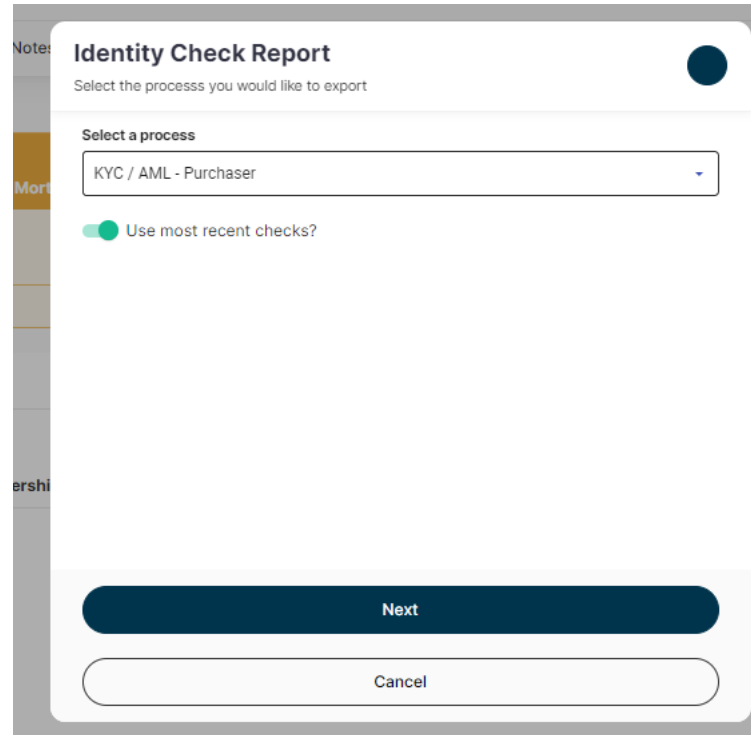 Notes
Identity Check Report
Select the processs you would like to export
Select a process
KYC / AML - Purchaser
Mort
Use most recent checks?
ershi
Next
Cancel